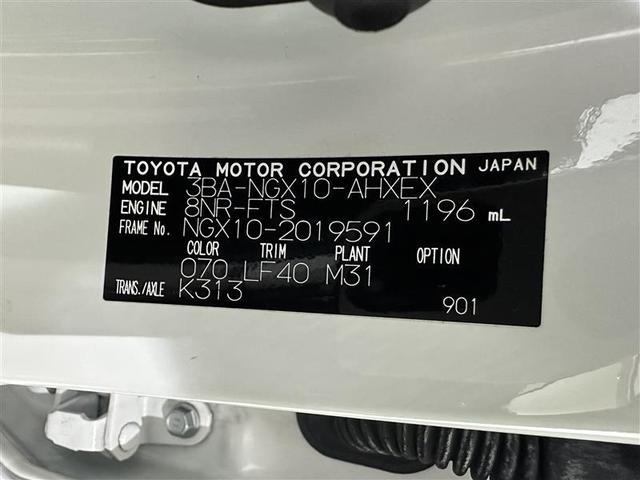 TOYOTA MOTOR CORPORATION JAPAN
MODEL 3BA-NGX10-AHXEX
ENGINE 8NR-FTS 1196 mL
FRAME No. NGX10-2019591
COLOR TRIM PLANT OPTION
070 LF40 M31
TRANS./AXLE K313
901